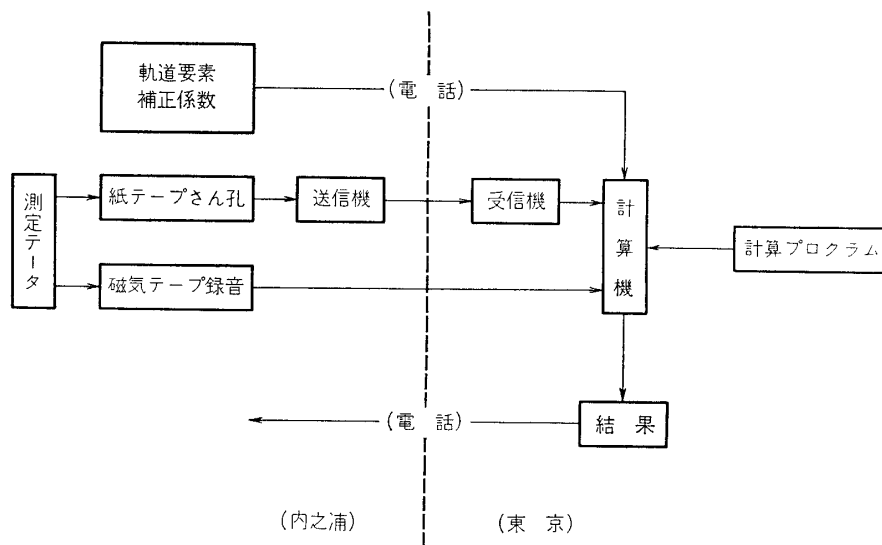 軌道要素
補正係数
(電 話)
測定テータ
紙テープさん孔
送信機
受信機
計算機
計算プロクラム
磁気テープ録音
(電 話)
結 果
(内之浦)
(東 京)